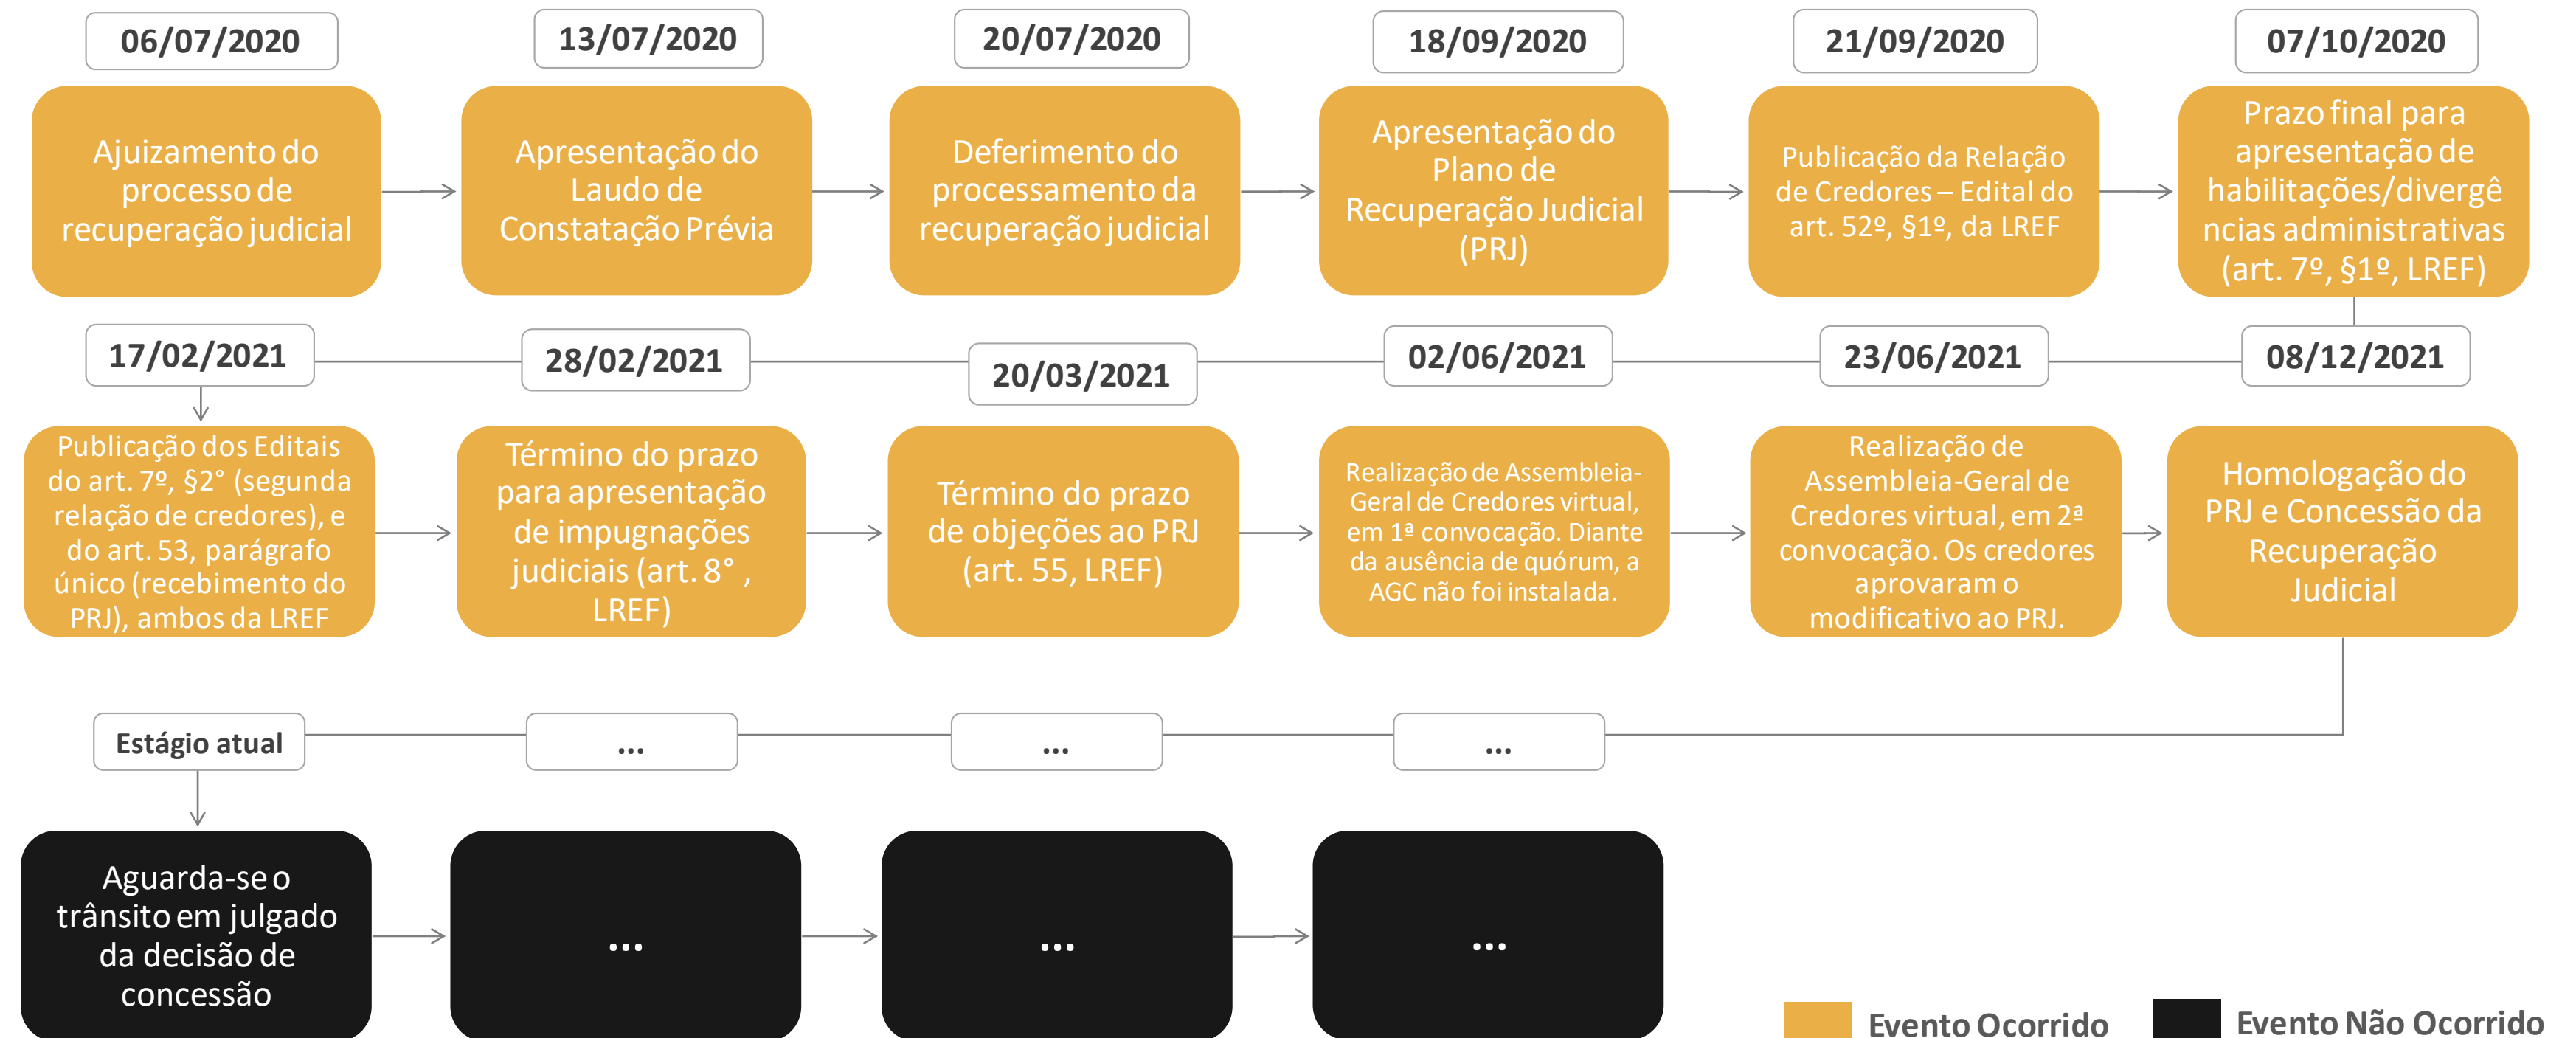 06/07/2020
13/07/2020
20/07/2020
18/09/2020
21/09/2020
07/10/2020
Ajuizamento do
processo de
recuperação judicial
Apresentação do
Laudo de
Constatação Prévia
Deferimento do
processamento da
recuperação judicial
Apresentação do
Plano de
Recuperação Judicial
(PRJ)
Publicação da Relação
de Credores – Edital do
art. 52º, §1º, da LREF
Prazo final para
apresentação de
habilitações/divergê
ncias administrativas
(art. 7º, §1º, LREF)
17/02/2021
28/02/2021
20/03/2021
02/06/2021
23/06/2021
08/12/2021
Publicação dos Editais
do art. 7º, §2° (segunda
relação de credores), e
do art. 53, parágrafo
único (recebimento do
PRJ), ambos da LREF
Término do prazo
para apresentação
de impugnações
judiciais (art. 8° ,
LREF)
Término do prazo
de objeções ao PRJ
(art. 55, LREF)
Realização de Assembleia-
Geral de Credores virtual,
em 1ª convocação. Diante
da ausência de quórum, a
AGC não foi instalada.
Realização de
Assembleia-Geral de
Credores virtual, em 2ª
convocação. Os credores
aprovaram o
modificativo ao PRJ.
Homologação do
PRJ e Concessão da
Recuperação
Judicial
Estágio atual
...
...
...
Aguarda-se o
trânsito em julgado
da decisão de
concessão
...
...
...
Evento Ocorrido
Evento Não Ocorrido